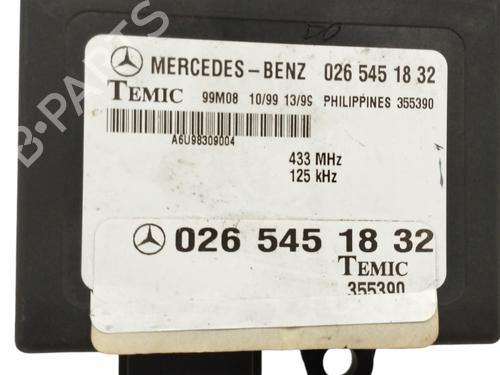 B-PARTS
MERCEDES-BENZ 026 545 18 32
TEMIC 99M08 10/99 13/99 PHILIPPINES 355390
A6U98309004
433 MHz
125 kHz
026 545 18 32
TEMIC
355390